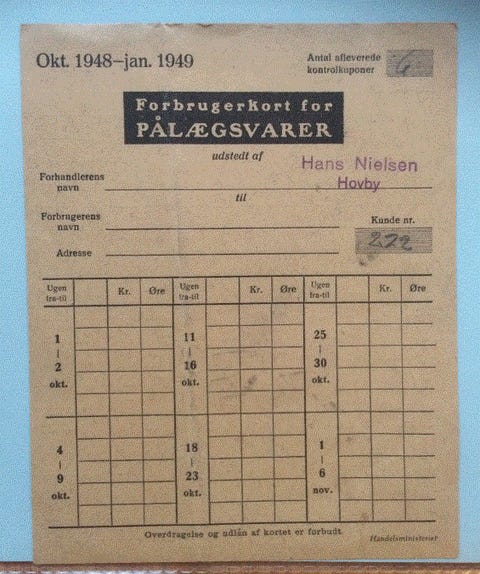 Okt. 1948–jan. 1949
Antal afleverede
kontrolkuponer
6
Forbrugerkort for
PÅLÆGSVARER
udstedt af
Hans Nielsen
Hovby
Forhandlerens
navn
til
Forbrugerens
navn
Kunde nr.
222
Adresse
Ugen fra-til Kr. Øre Ugen fra-til Kr. Øre Ugen fra-til Kr. Øre
1 – 2 okt.
11 – 16 okt.
25 – 30 okt.
4 – 9 okt.
18 – 23 okt.
1 – 6 nov.
Overdragelse og udlån af kortet er forbudt.
Handelsministeriet